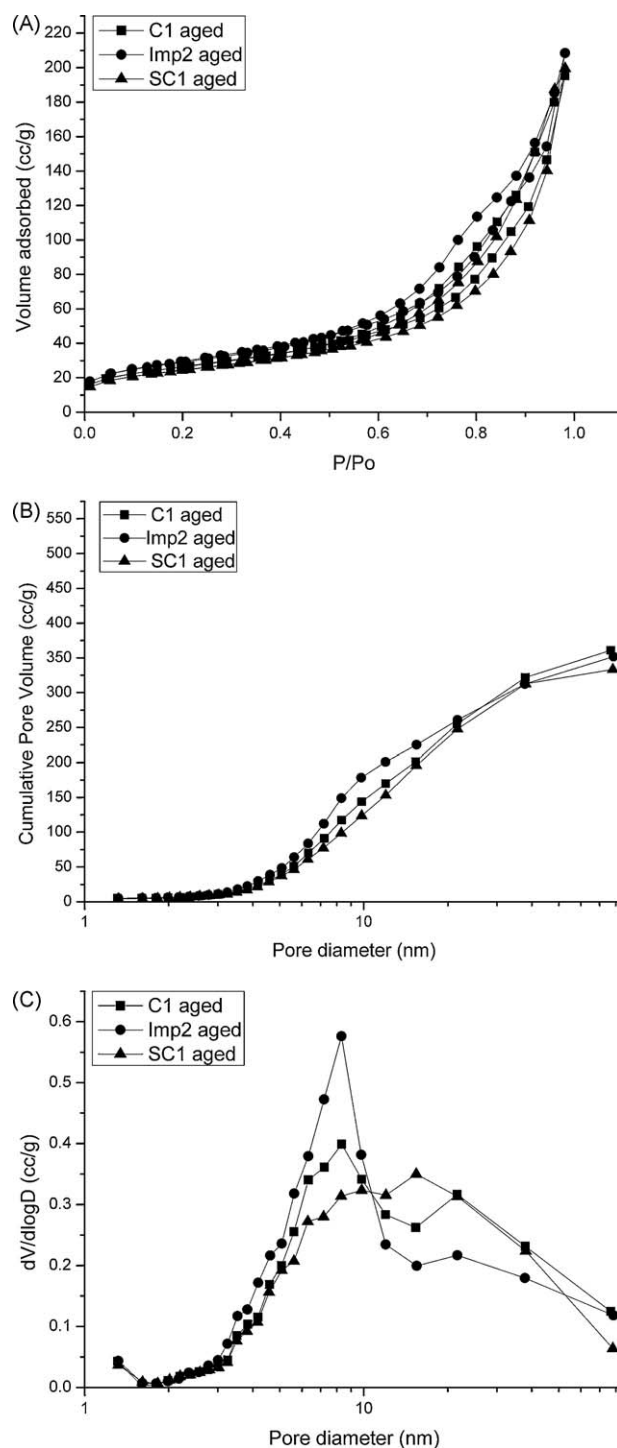 (A)
C1 aged
Imp2 aged
SC1 aged
220
200
180
160
140
120
100
80
60
40
20
0
Volume adsorbed (cc/g)
0.0 0.2 0.4 0.6 0.8 1.0
P/Po
(B)
C1 aged
Imp2 aged
SC1 aged
550
500
450
400
350
300
250
200
150
100
50
0
Cumulative Pore Volume (cc/g)
1 10
Pore diameter (nm)
(C)
C1 aged
Imp2 aged
SC1 aged
0.6
0.5
0.4
0.3
0.2
0.1
0.0
dV/dlogD (cc/g)
1 10
Pore diameter (nm)